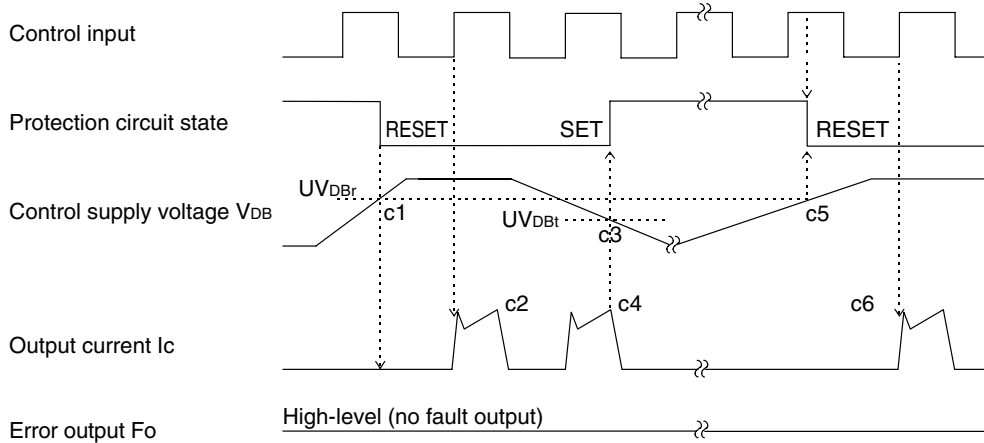 Control input
Protection circuit state
RESET
SET
RESET
UVDBr
Control supply voltage VDB
c1
UVDBt
c3
c5
c2
c4
c6
Output current Ic
High-level (no fault output)
Error output Fo